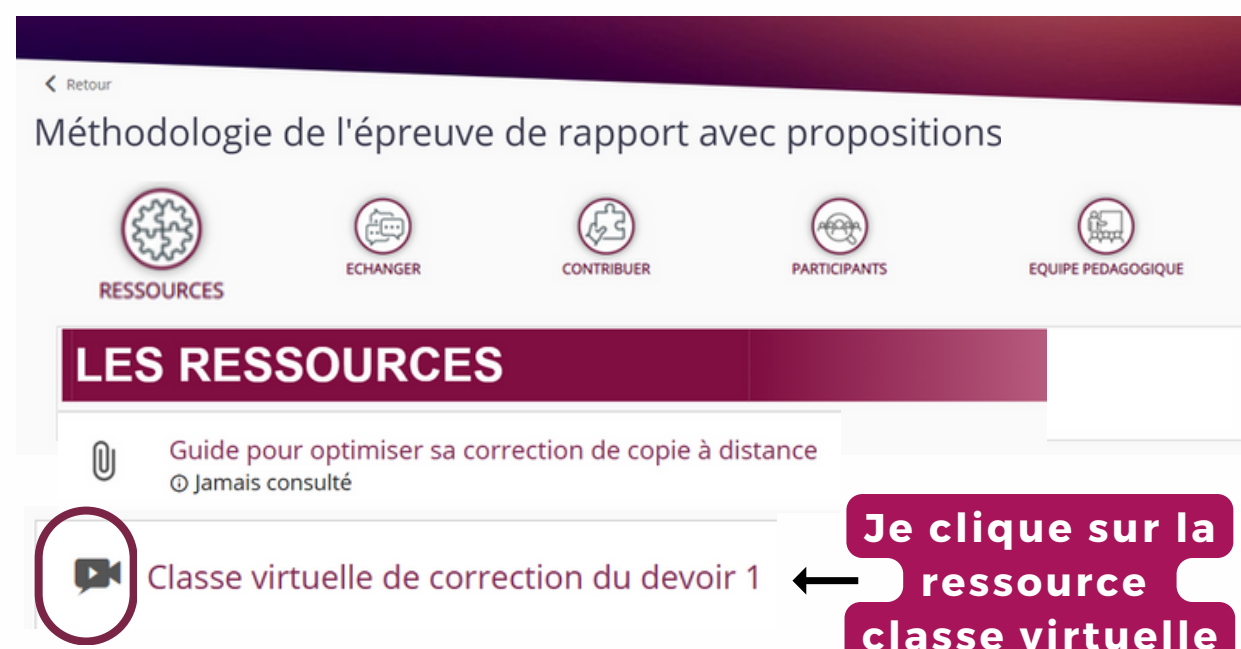 Retour
Méthodologie de l'épreuve de rapport avec propositions
RESSOURCES
ECHANGER
CONTRIBUER
PARTICIPANTS
EQUIPE PEDAGOGIQUE
LES RESSOURCES
Guide pour optimiser sa correction de copie à distance
Jamais consulté
Classe virtuelle de correction du devoir 1
Je clique sur la
ressource
classe virtuelle